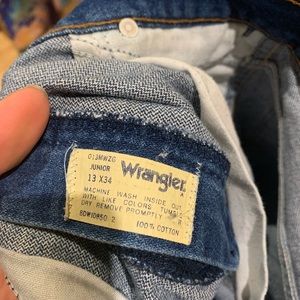 013MWZG
JUNIOR
13 X34
Wrangler
MACHINE WASH INSIDE OUT
WITH LIKE COLORS TUMBLE
DRY REMOVE PROMPTLY
100% COTTON